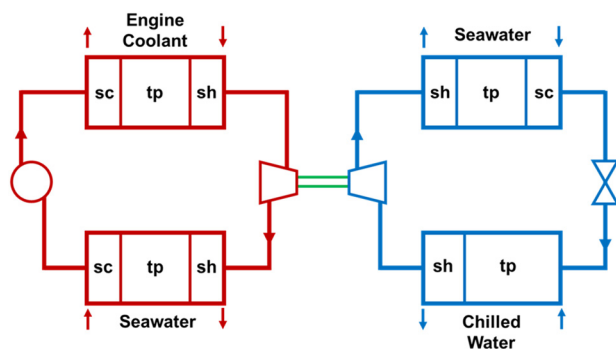 Engine
Coolant
sc tp sh
sc tp sh
Seawater
Seawater
sh tp sc
sh tp
Chilled
Water